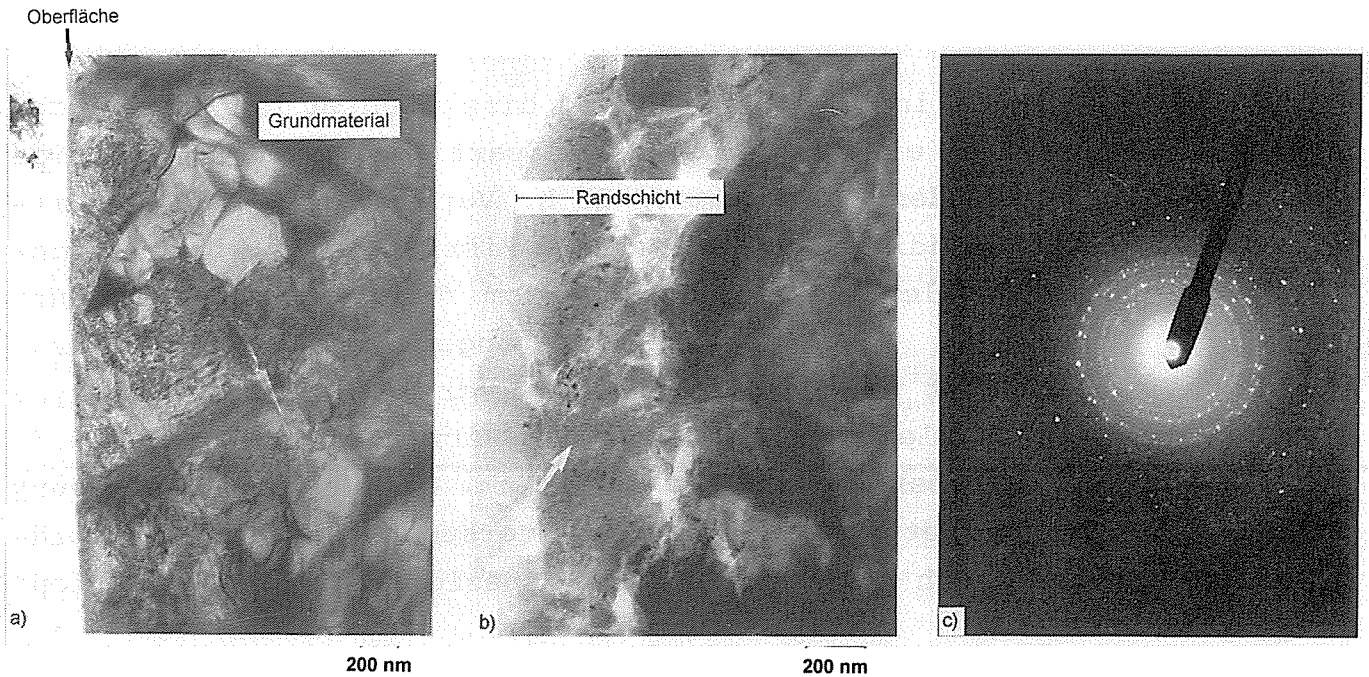 Oberfläche
Grundmaterial
Randschicht
a)
b)
c)
200 nm
200 nm